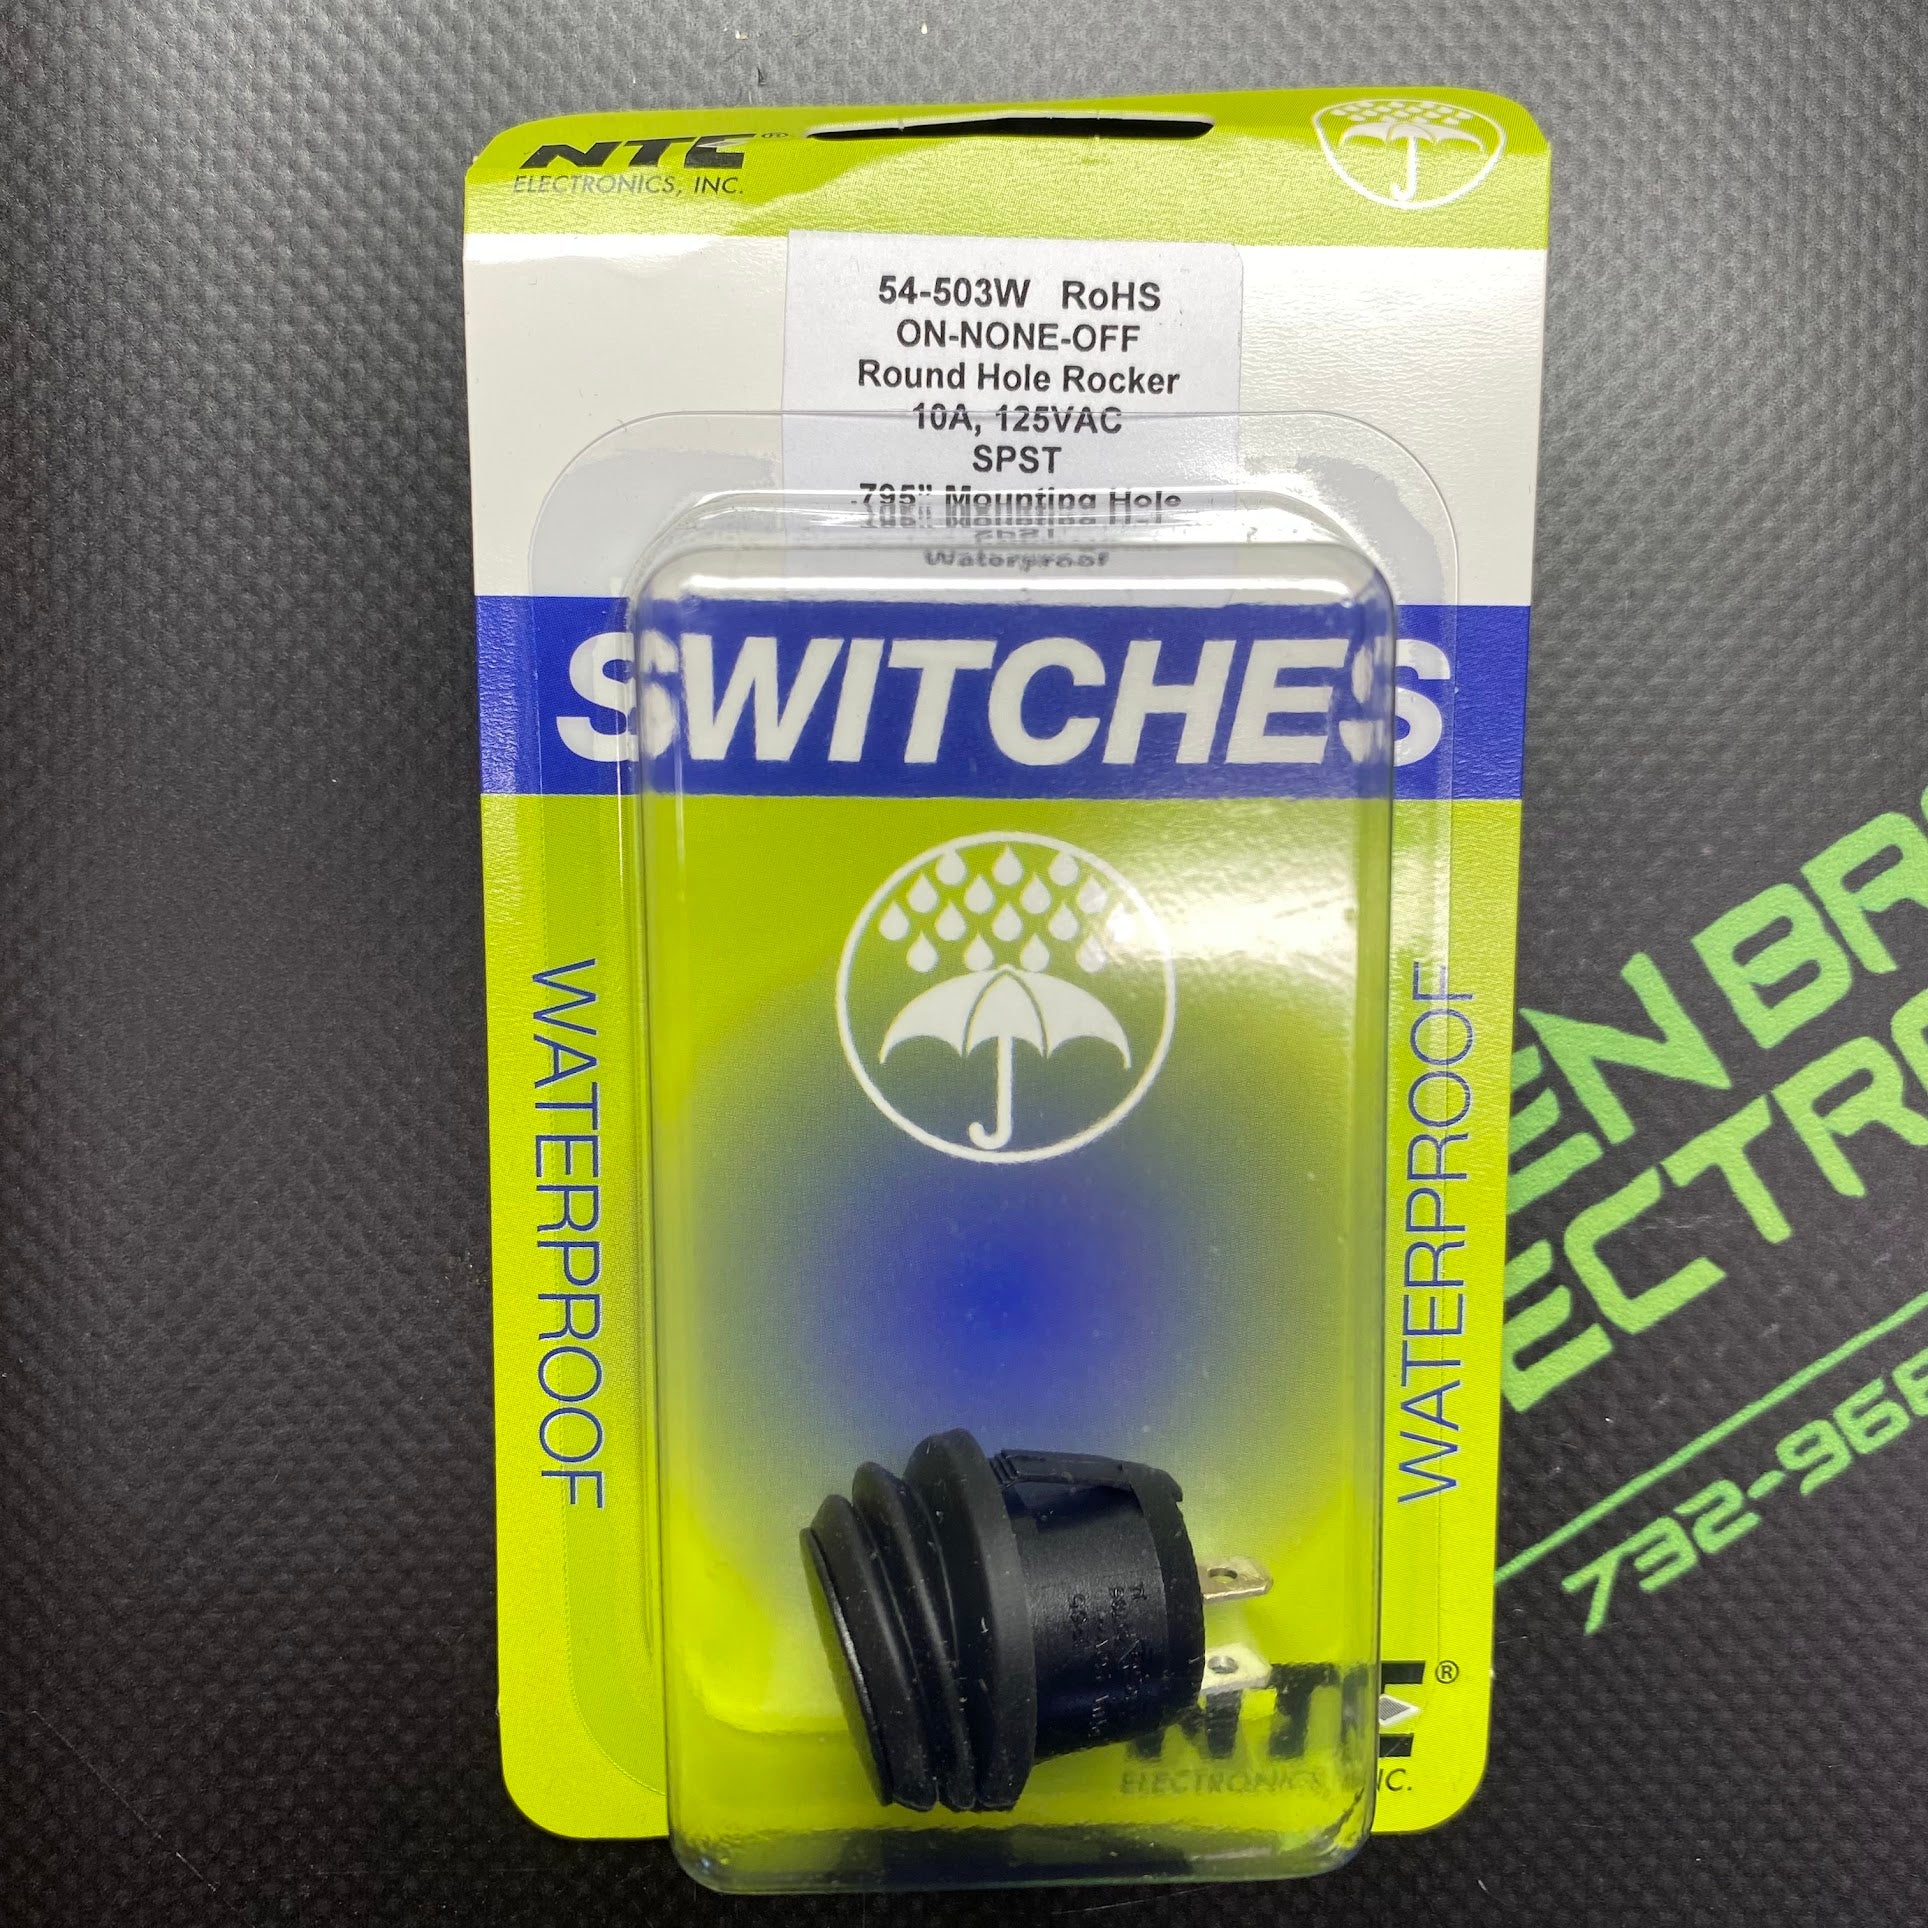 NTE®
ELECTRONICS, INC.
54-503W RoHS
ON-NONE-OFF
Round Hole Rocker
10A, 125VAC
SPST
.795" Mounting Hole
Waterproof
SWITCHES
WATERPROOF
WATERPROOF
NTE®
ELECTRONICS, INC.
EN BR
ECTR
732-968